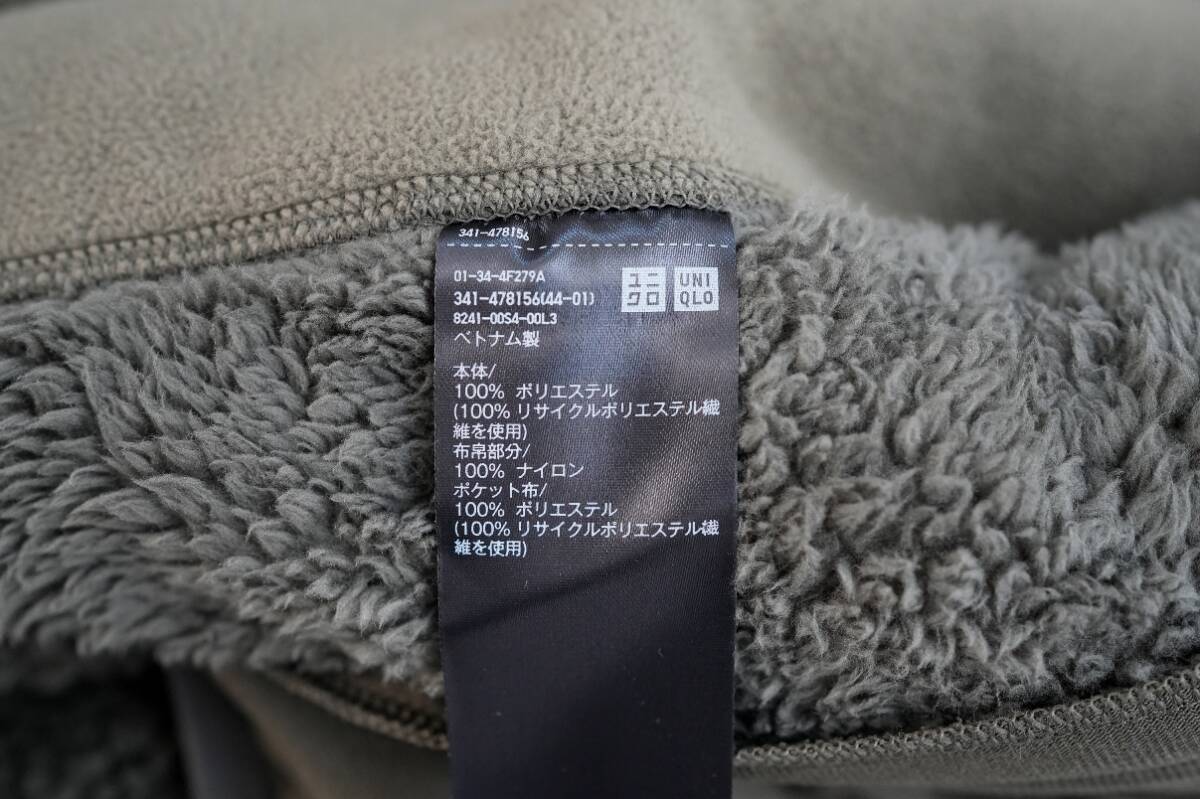 341-478156
01-34-4F279A
341-478156(44-01)
8241-00S4-00L3
ユニ
クロ
UNI
QLO
ベトナム製
本体/
100% ポリエステル
(100% リサイクルポリエステル繊
維を使用)
布帛部分/
100% ナイロン
ポケット布/
100% ポリエステル
(100% リサイクルポリエステル繊
維を使用)